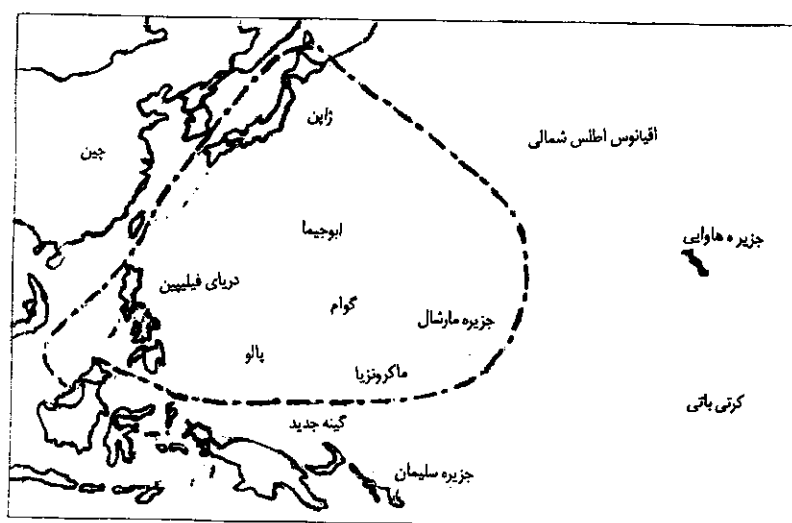 ژاپن
اقیانوس اطلس شمالی
چین
ابوجیما
جزیره هاوایی
دریای فیلیپین
گوام
جزیره مارشال
پالو
ماکرونزیا
کرتی باتی
گینه جدید
جزیره سلیمان